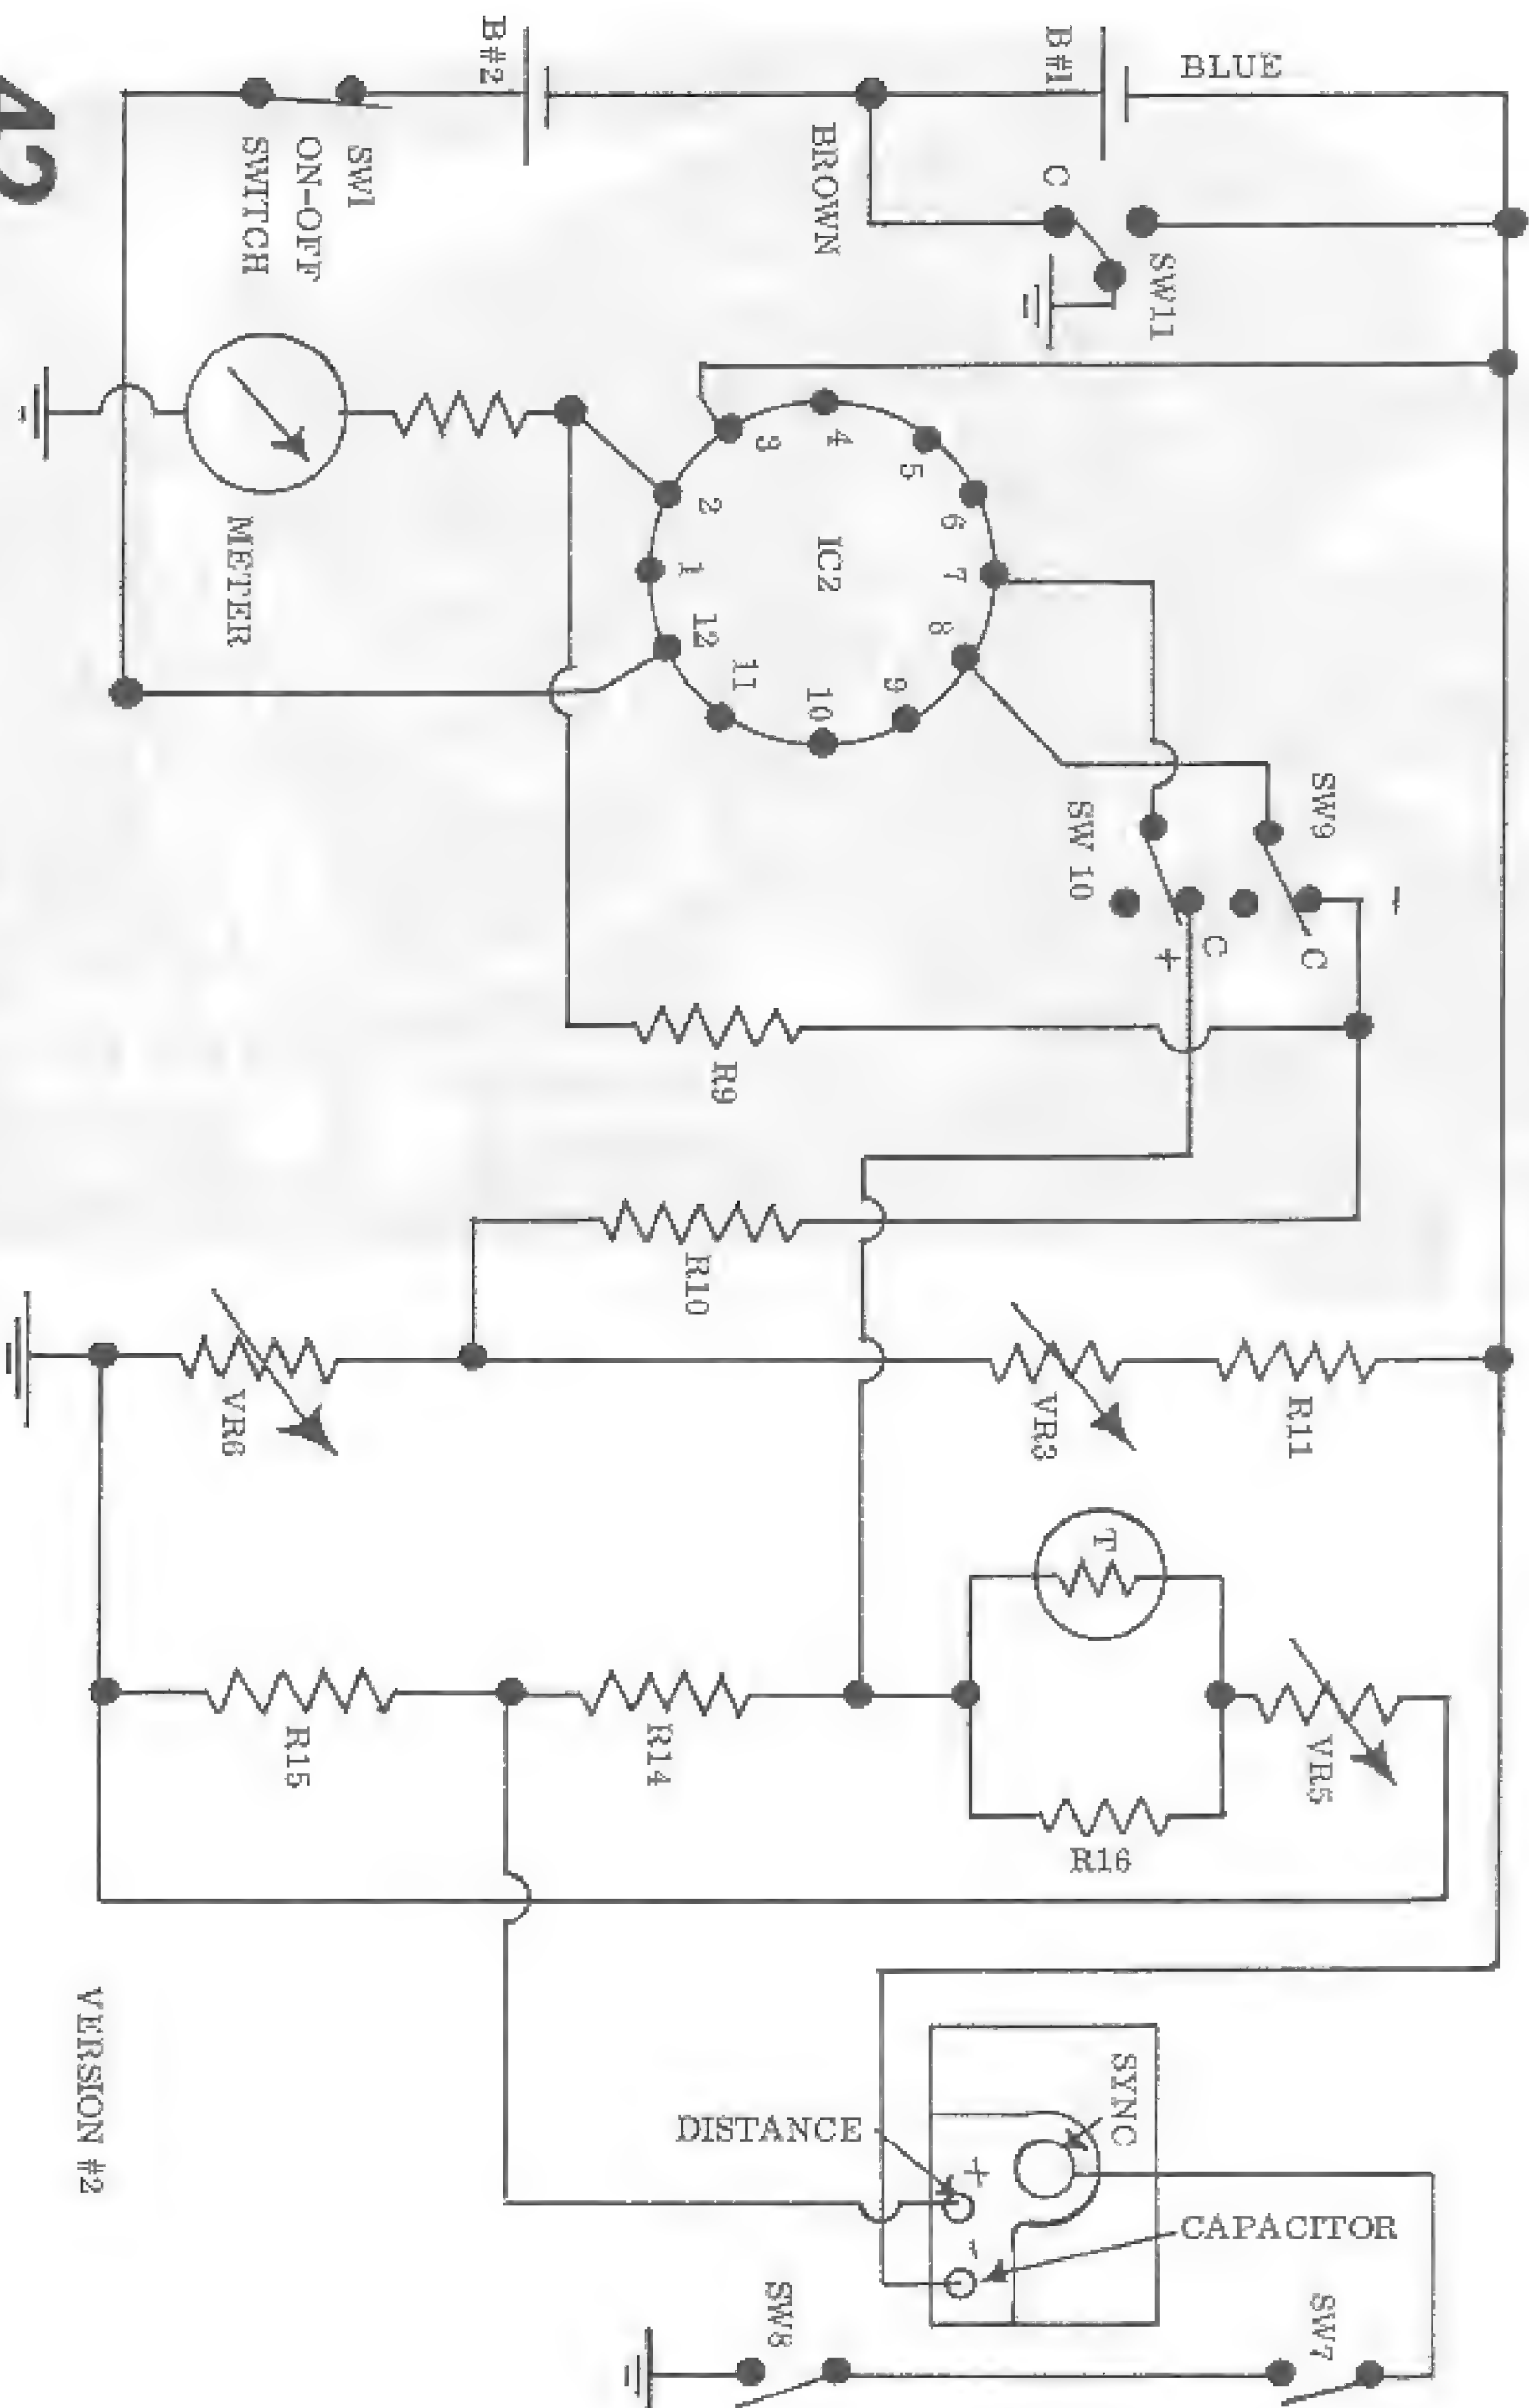 42
B#2
B#1
BLUE
BROWN
SW1
ON-OFF
SWITCH
C
SW11
METER
IC2
1
2
3
4
5
6
7
8
9
10
11
12
SW9
SW 10
-
C
C
+
R9
R10
VR6
VR3
R11
T
VR5
R14
R15
R16
VERSION #2
SYNC
DISTANCE
+
-
CAPACITOR
SW8
SW7